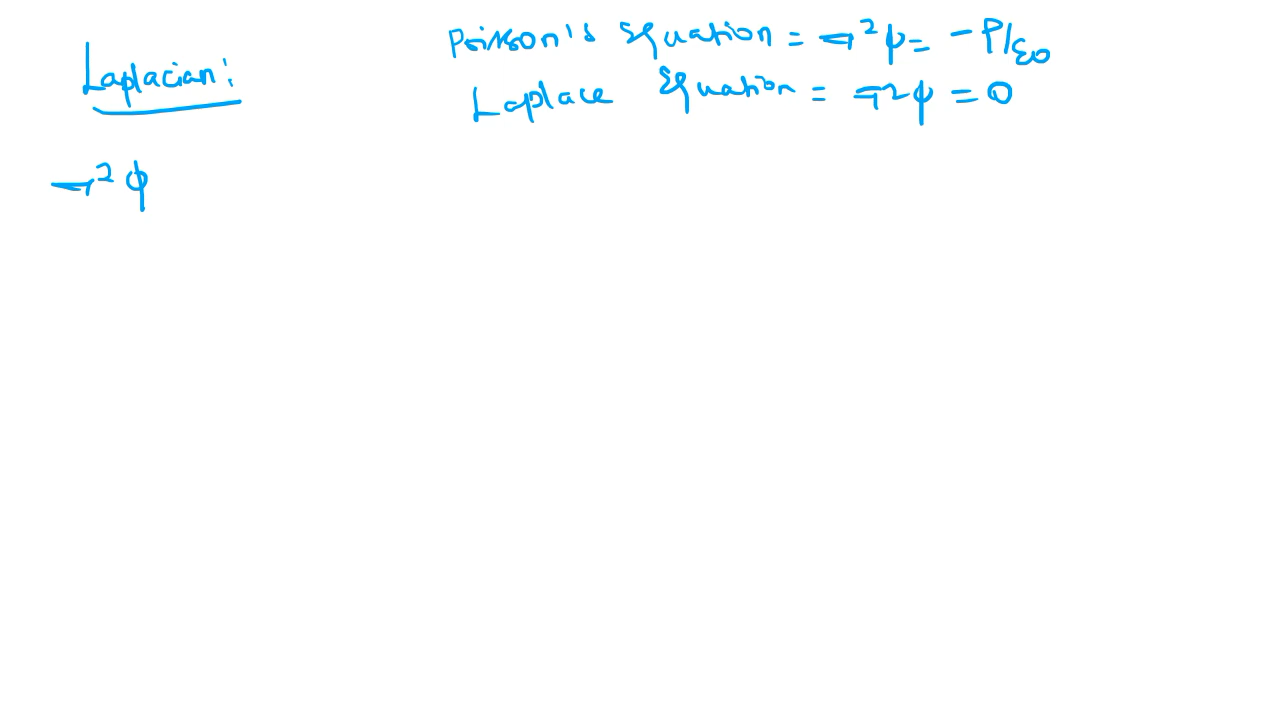 Laplacian:
Poisson's Equation = ∇²φ = - ρ/ε₀
Laplace Equation = ∇²φ = 0
∇²φ